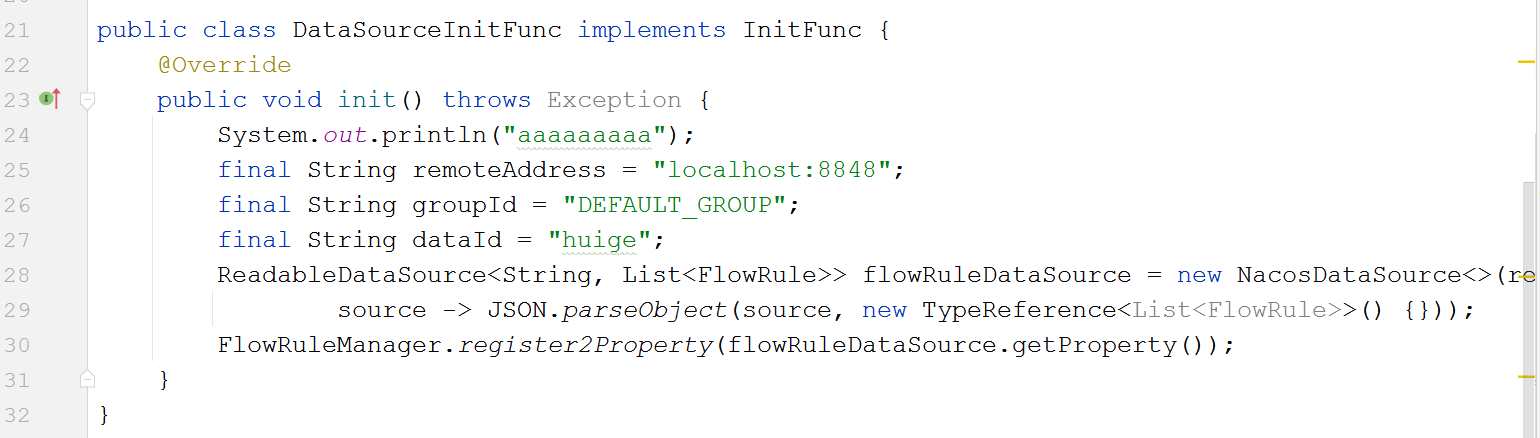 21 public class DataSourceInitFunc implements InitFunc {
22 @Override
23 public void init() throws Exception {
24 System.out.println("aaaaaaaaa");
25 final String remoteAddress = "localhost:8848";
26 final String groupId = "DEFAULT_GROUP";
27 final String dataId = "huige";
28 ReadableDataSource<String, List<FlowRule>> flowRuleDataSource = new NacosDataSource<>(re
29 source -> JSON.parseObject(source, new TypeReference<List<FlowRule>>() {}));
30 FlowRuleManager.register2Property(flowRuleDataSource.getProperty());
31 }
32 }